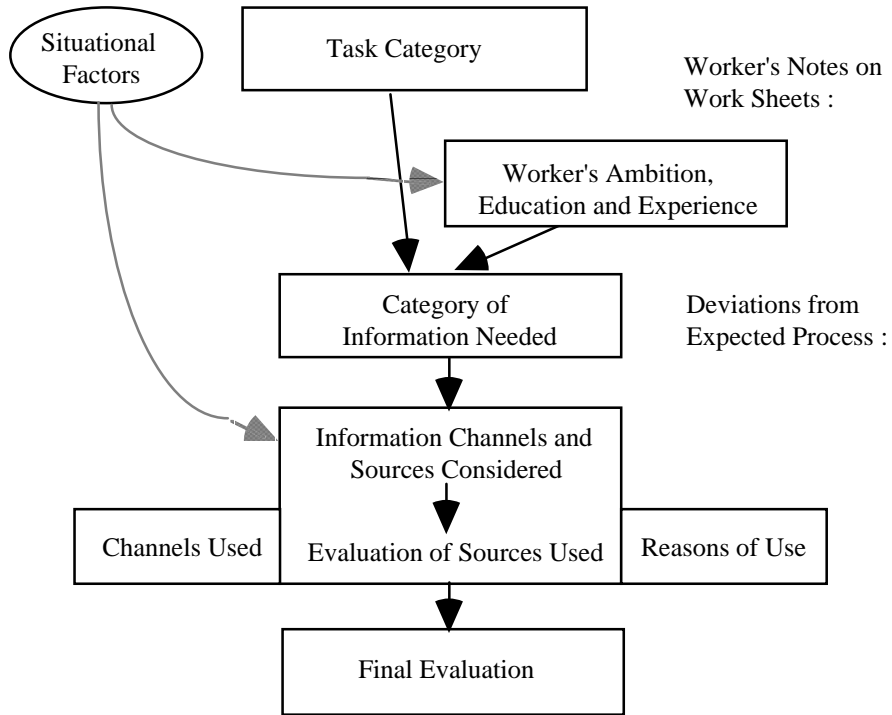 Situational
Factors
Task Category
Worker's Notes on
Work Sheets :
Worker's Ambition,
Education and Experience
Category of
Information Needed
Deviations from
Expected Process :
Information Channels and
Sources Considered
Channels Used
Evaluation of Sources Used
Reasons of Use
Final Evaluation